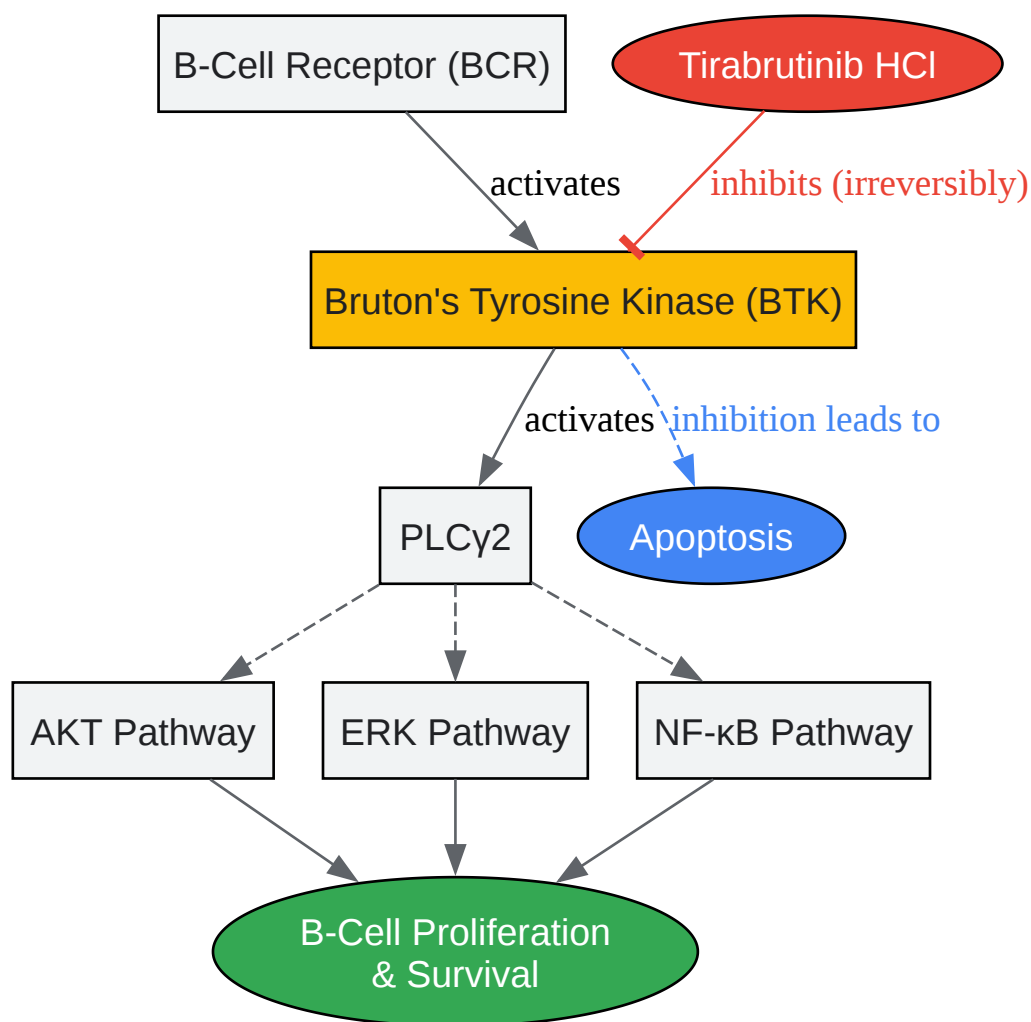 B-Cell Receptor (BCR)
Tirabrutinib HCl
activates
inhibits (irreversibly)
Bruton's Tyrosine Kinase (BTK)
activates
inhibition leads to
PLCγ2
Apoptosis
AKT Pathway
ERK Pathway
NF-κB Pathway
B-Cell Proliferation
& Survival